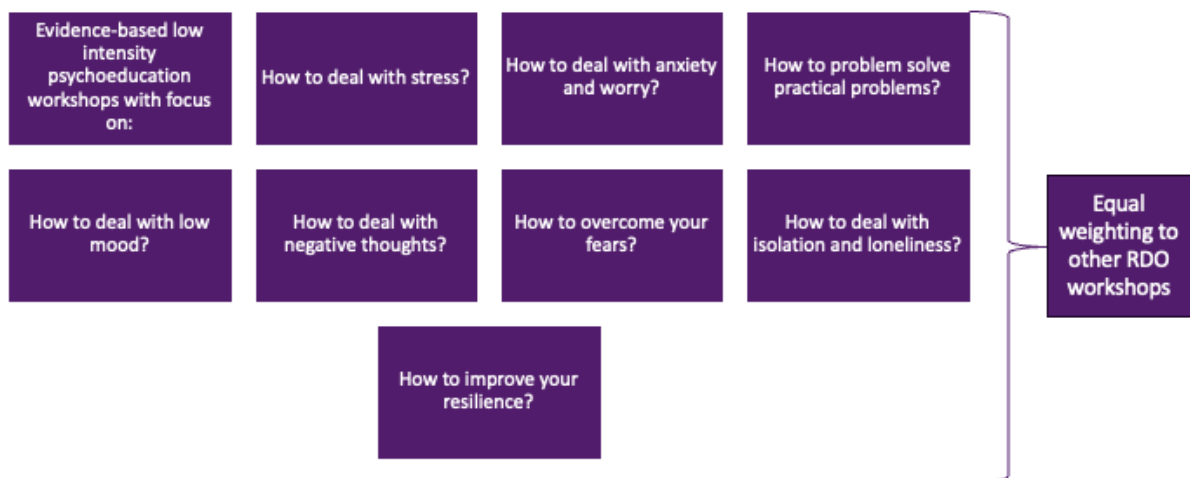 Evidence-based low
intensity
psychoeducation
workshops with focus
on:
How to deal with stress?
How to deal with anxiety
and worry?
How to problem solve
practical problems?
How to deal with low
mood?
How to deal with
negative thoughts?
How to overcome your
fears?
How to deal with
isolation and loneliness?
How to improve your
resilience?
Equal
weighting to
other RDO
workshops